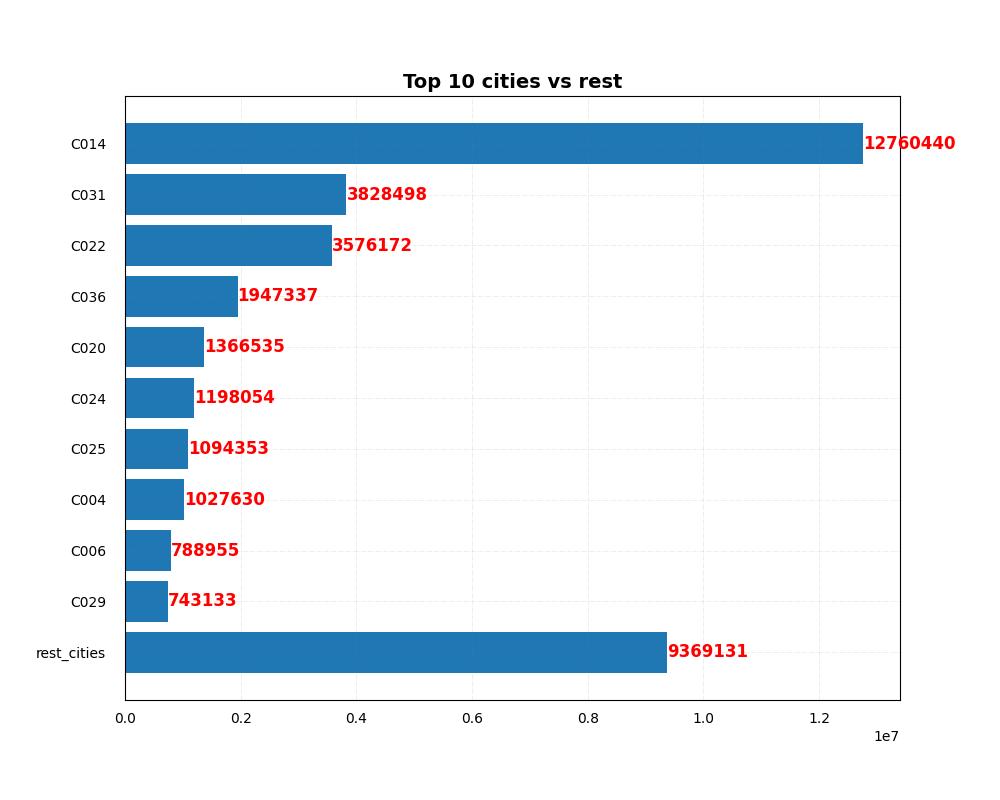 Top 10 cities vs rest
C014 12760440
C031 3828498
C022 3576172
C036 1947337
C020 1366535
C024 1198054
C025 1094353
C004 1027630
C006 788955
C029 743133
rest_cities 9369131
0.0 0.2 0.4 0.6 0.8 1.0 1.2
1e7